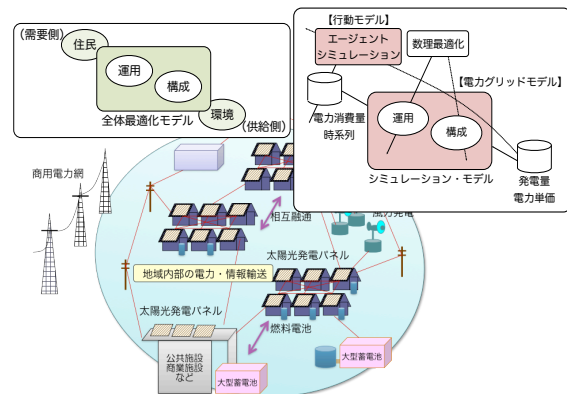 (需要側)
住民
運用
構成
全体最適化モデル
環境
(供給側)
【行動モデル】
エージェント
シミュレーション
数理最適化
【電力グリッドモデル】
電力消費量
時系列
運用
構成
シミュレーション・モデル
発電量
電力単価
商用電力網
相互融通
風力発電
太陽光発電パネル
地域内部の電力・情報輸送
太陽光発電パネル
燃料電池
公共施設
商業施設
など
大型蓄電池
大型蓄電池